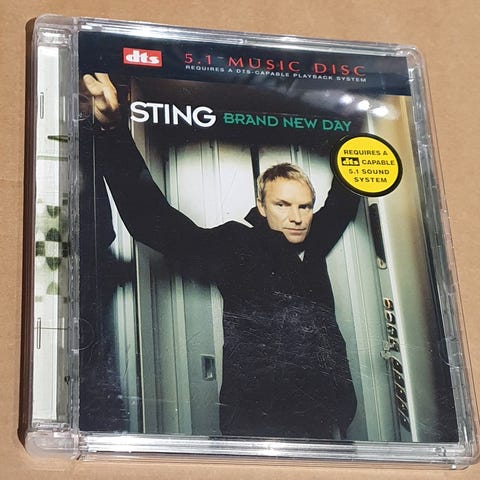 dts 5.1 MUSIC DISC
REQUIRES A DTS-CAPABLE PLAYBACK SYSTEM
STING BRAND NEW DAY
REQUIRES A
dts CAPABLE
5.1 SOUND
SYSTEM